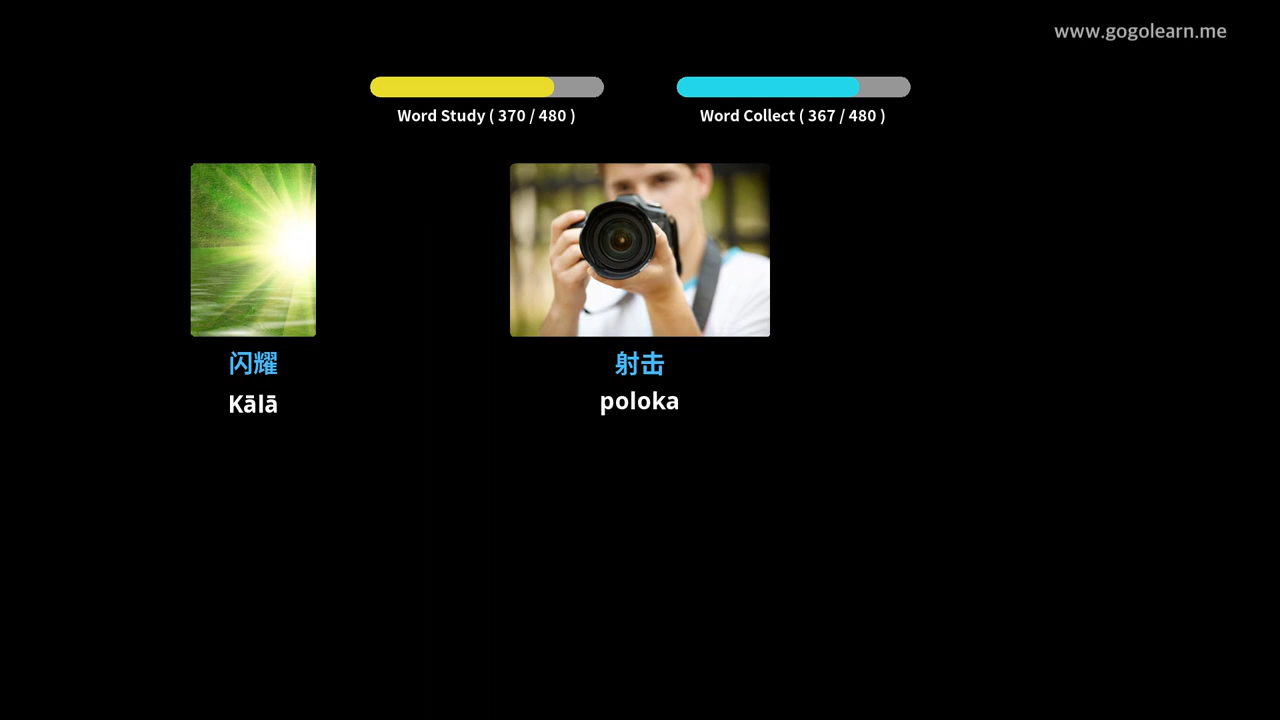 www.gogolearn.me
Word Study ( 370 / 480 )
Word Collect ( 367 / 480 )
闪耀
Kālā
射击
poloka